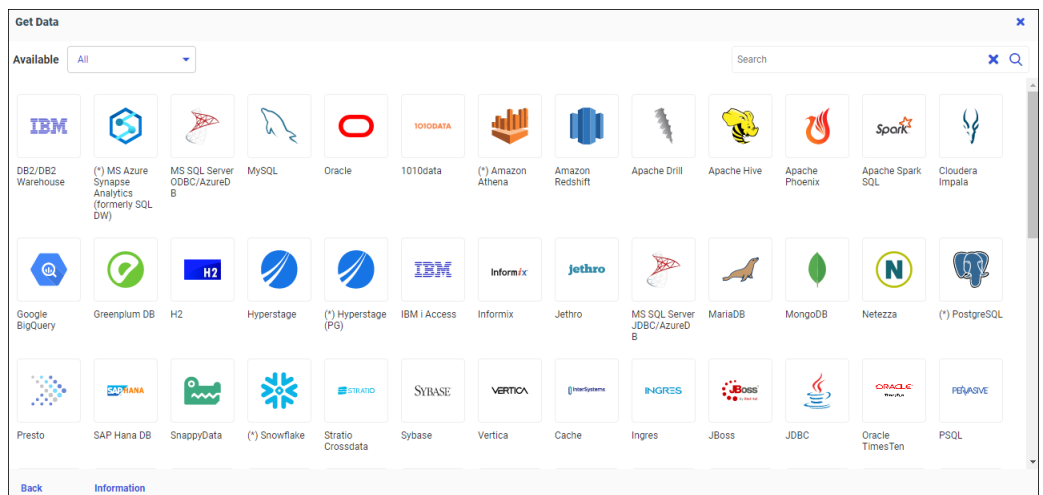 Get Data
Available All Search
IBM
1010DATA
Spark
DB2/DB2 Warehouse
(*) MS Azure Synapse Analytics (formerly SQL DW)
MS SQL Server ODBC/AzureD B
MySQL
Oracle
1010data
(*) Amazon Athena
Amazon Redshift
Apache Drill
Apache Hive
Apache Phoenix
Apache Spark SQL
Cloudera Impala
H2
IBM
Informix
jethro
N
Google BigQuery
Greenplum DB
H2
Hyperstage
(*) Hyperstage (PG)
IBM i Access
Informix
Jethro
MS SQL Server JDBC/AzureD B
MariaDB
MongoDB
Netezza
(*) PostgreSQL
SAP HANA
STRATIO
SYBASE
VERTICA
InterSystems
INGRES
JBoss
ORACLE
PERVASIVE
Presto
SAP Hana DB
SnappyData
(*) Snowflake
Stratio Crossdata
Sybase
Vertica
Cache
Ingres
JBoss
JDBC
Oracle TimesTen
PSQL
Back Information